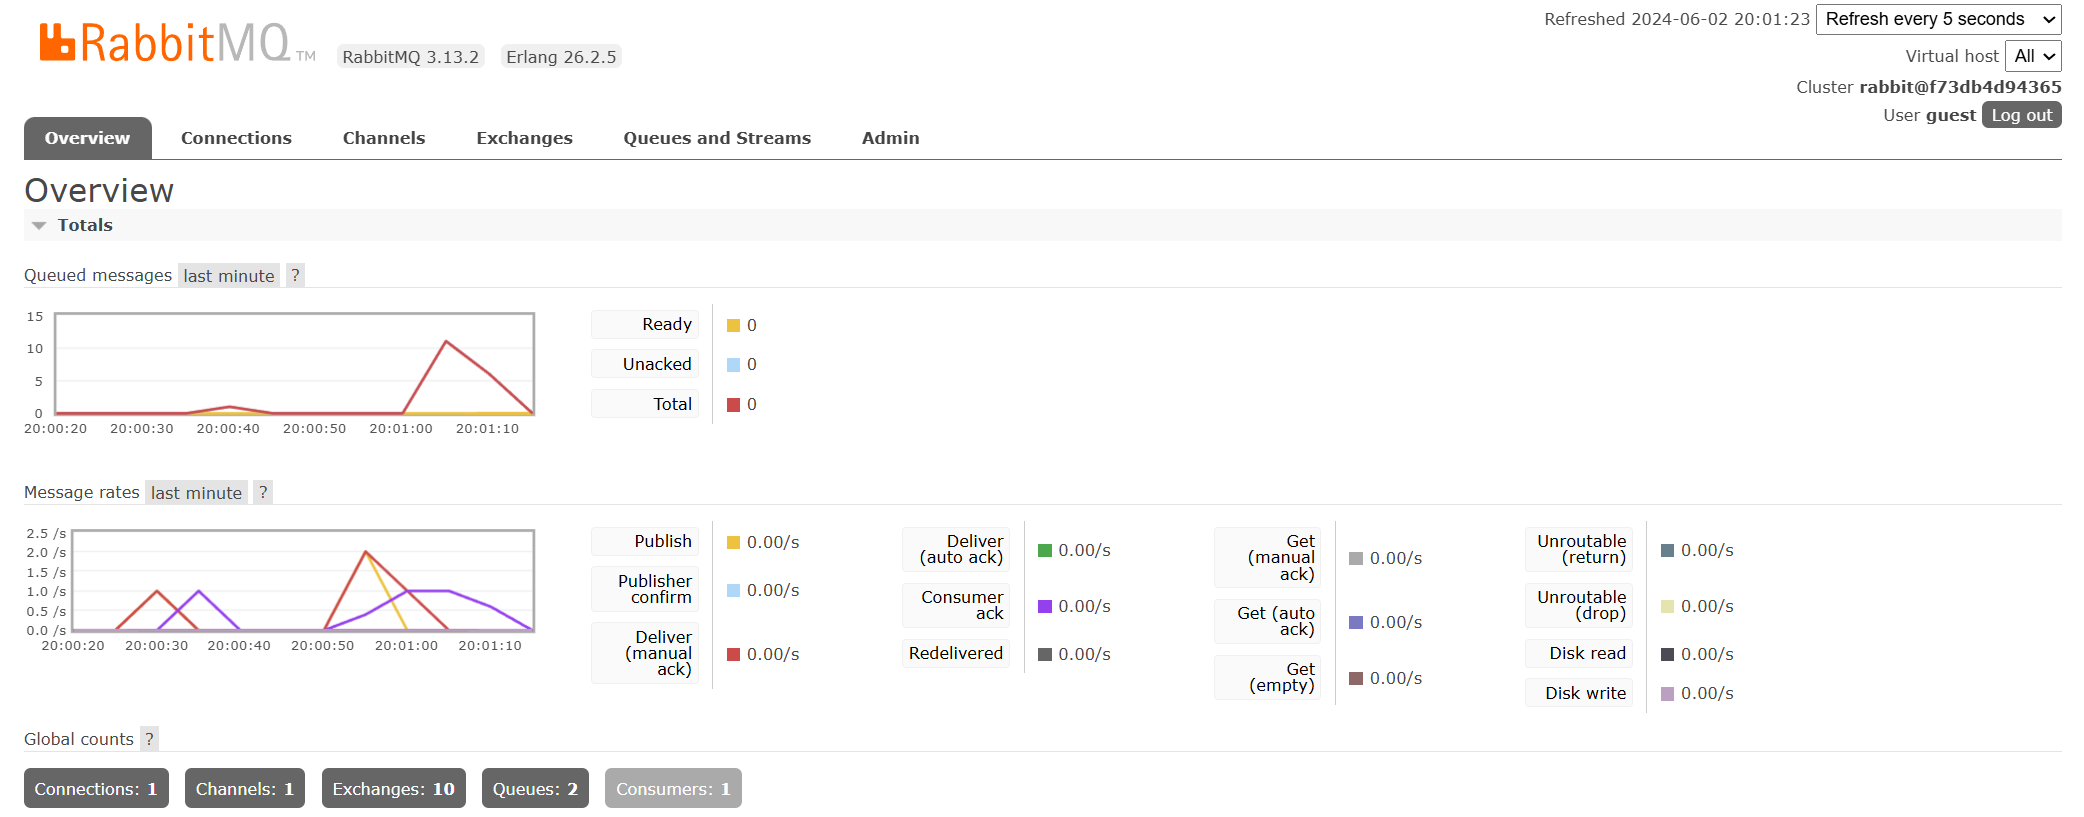 RabbitMQ TM
RabbitMQ 3.13.2
Erlang 26.2.5
Refreshed 2024-06-02 20:01:23
Refresh every 5 seconds
Virtual host All
Cluster rabbit@f73db4d94365
User guest Log out
Overview Connections Channels Exchanges Queues and Streams Admin
Overview
Totals
Queued messages last minute ?
15
10
5
0
20:00:20 20:00:30 20:00:40 20:00:50 20:01:00 20:01:10
Ready 0
Unacked 0
Total 0
Message rates last minute ?
2.5 /s
2.0 /s
1.5 /s
1.0 /s
0.5 /s
0.0 /s
20:00:20 20:00:30 20:00:40 20:00:50 20:01:00 20:01:10
Publish 0.00/s
Publisher
confirm 0.00/s
Deliver
(manual
ack) 0.00/s
Deliver
(auto ack) 0.00/s
Consumer
ack 0.00/s
Redelivered 0.00/s
Get
(manual
ack) 0.00/s
Get (auto
ack) 0.00/s
Get
(empty) 0.00/s
Unroutable
(return) 0.00/s
Unroutable
(drop) 0.00/s
Disk read 0.00/s
Disk write 0.00/s
Global counts ?
Connections: 1 Channels: 1 Exchanges: 10 Queues: 2 Consumers: 1